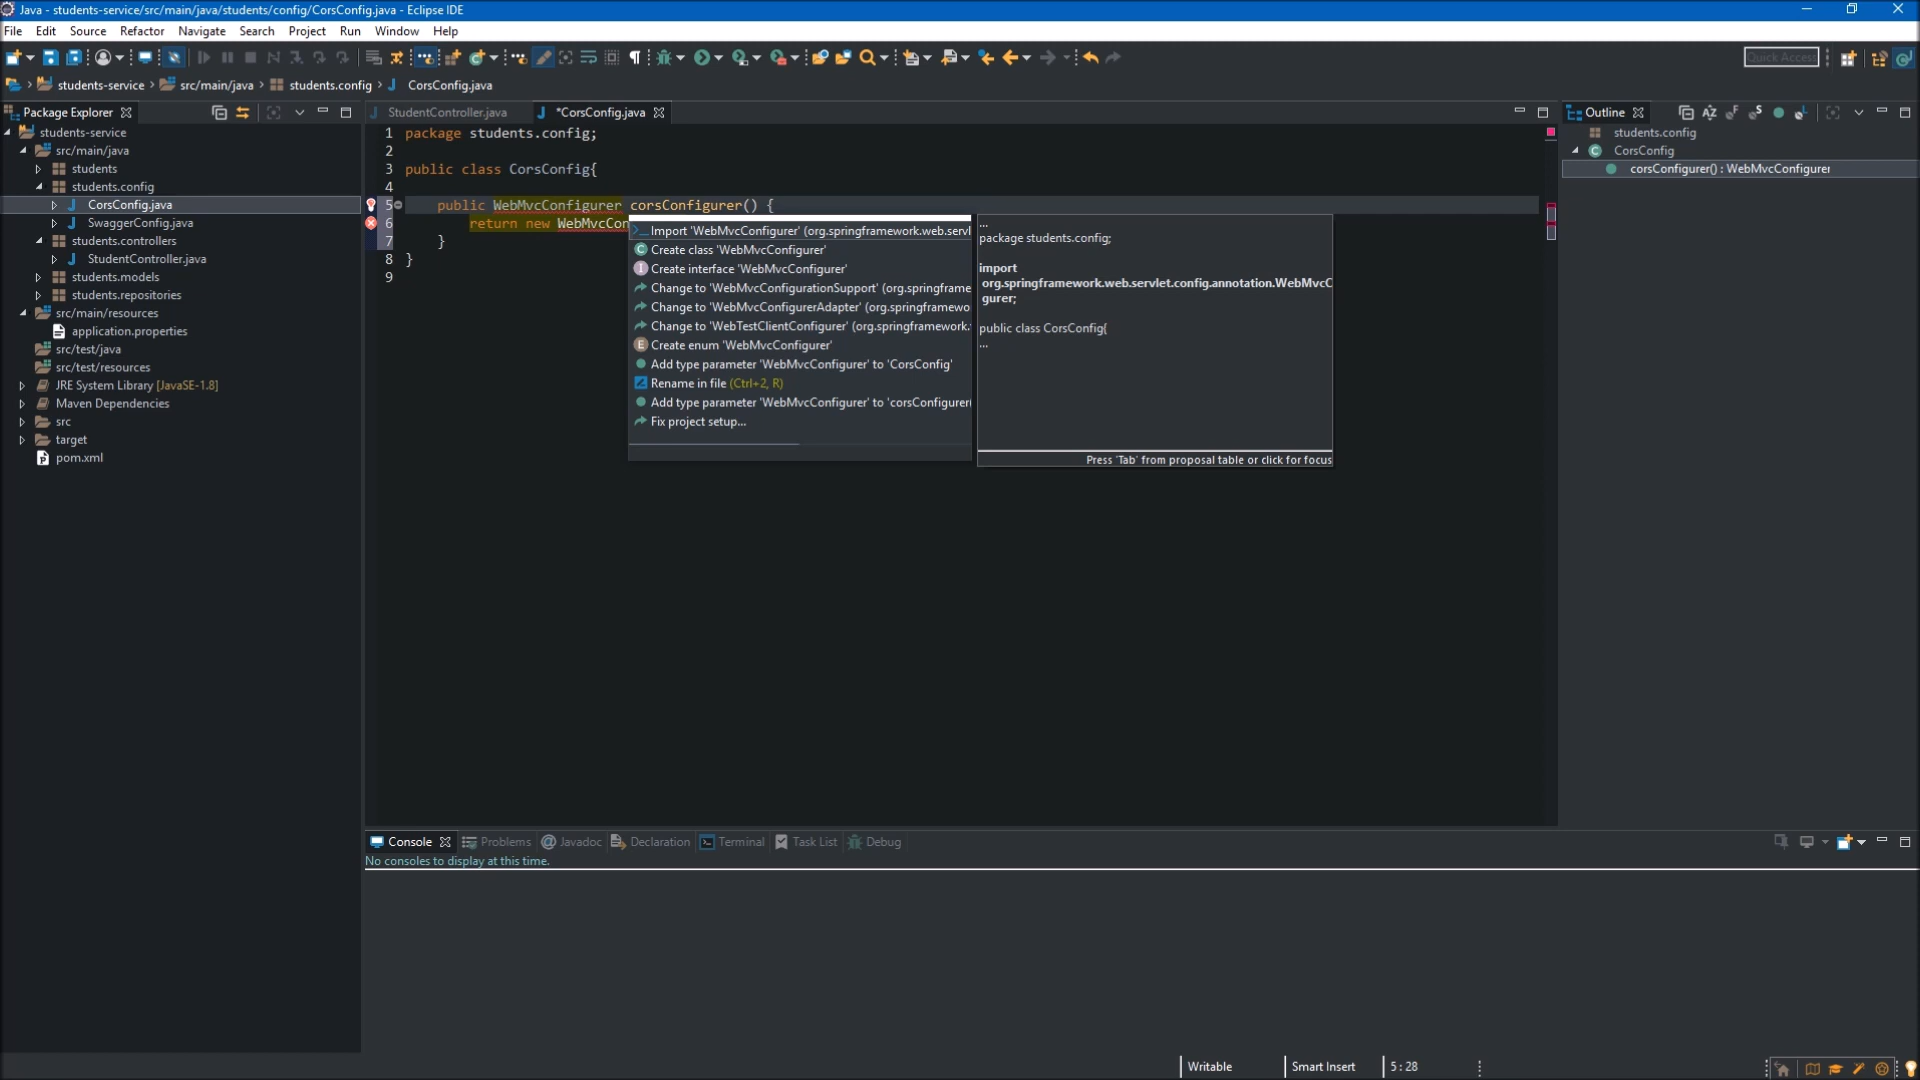 Java - students-service/src/main/java/students/config/CorsConfig.java - Eclipse IDE
File Edit Source Refactor Navigate Search Project Run Window Help
Quick Access
students-service src/main/java students.config CorsConfig.java
Package Explorer
students-service
src/main/java
students
students.config
CorsConfig.java
SwaggerConfig.java
students.controllers
StudentController.java
students.models
students.repositories
src/main/resources
application.properties
src/test/java
src/test/resources
JRE System Library [JavaSE-1.8]
Maven Dependencies
src
target
pom.xml
StudentController.java *CorsConfig.java
1 package students.config;
2
3 public class CorsConfig{
4
5 public WebMvcConfigurer corsConfigurer() {
6 return new WebMvcCon
7 }
8 }
9
Import 'WebMvcConfigurer' (org.springframework.web.servl
Create class 'WebMvcConfigurer'
Create interface 'WebMvcConfigurer'
Change to 'WebMvcConfigurationSupport' (org.springframe
Change to 'WebMvcConfigurerAdapter' (org.springframewo
Change to 'WebTestClientConfigurer' (org.springframework.
Create enum 'WebMvcConfigurer'
Add type parameter 'WebMvcConfigurer' to 'CorsConfig'
Rename in file (Ctrl+2, R)
Add type parameter 'WebMvcConfigurer' to 'corsConfigurer(
Fix project setup...
...
package students.config;
import
org.springframework.web.servlet.config.annotation.WebMvcC
gurer;
public class CorsConfig{
...
Press 'Tab' from proposal table or click for focus
Outline
students.config
CorsConfig
corsConfigurer() : WebMvcConfigurer
Console Problems Javadoc Declaration Terminal Task List Debug
No consoles to display at this time.
Writable Smart Insert 5 : 28